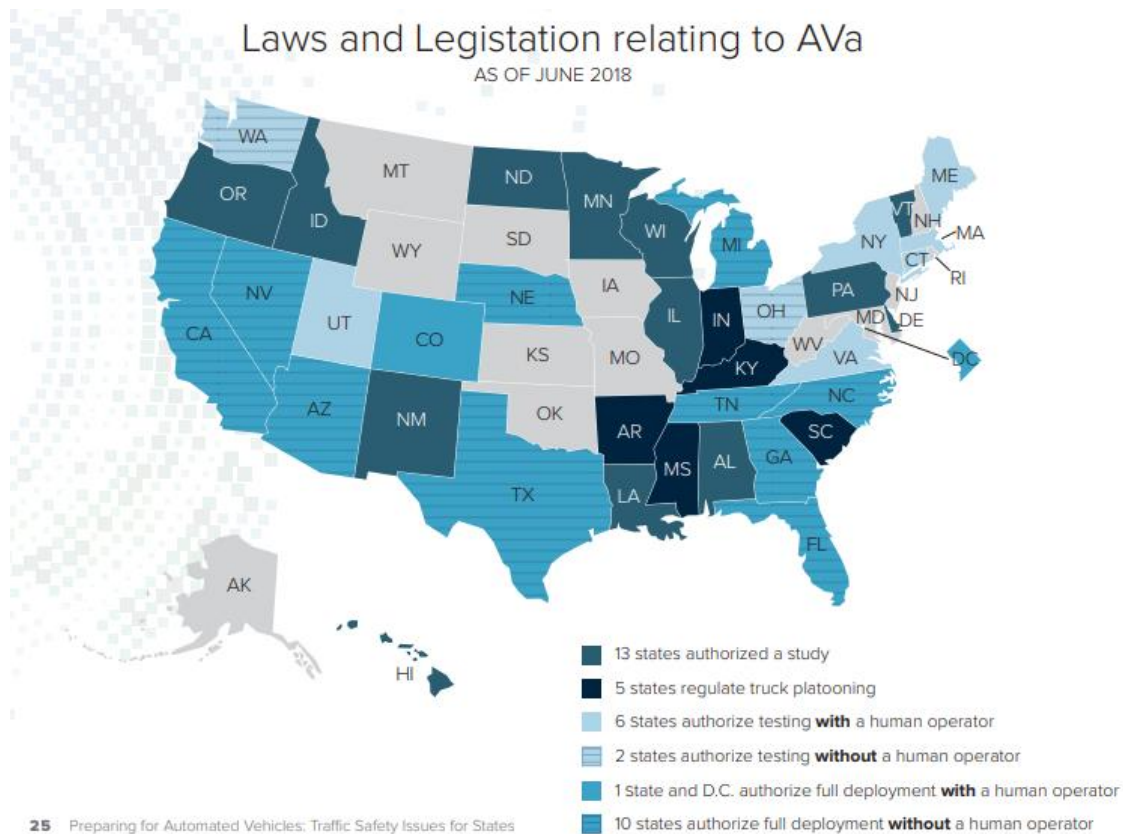 Laws and Legistation relating to AVa
AS OF JUNE 2018
WA
MT
ND
MN
ME
OR
ID
WI
VT
NH
SD
MI
NY
MA
WY
CT
RI
IA
PA
NE
NJ
NV
OH
IL
IN
MD
DE
UT
CA
CO
WV
DC
VA
KS
MO
KY
NC
TN
AZ
NM
OK
AR
SC
MS
AL
GA
TX
LA
FL
AK
HI
13 states authorized a study
5 states regulate truck platooning
6 States authorize testing with a human operator
2 states authorize testing without a human operator
1 State and D.C. authorize full deployment with a human operator
10 states authorize full deployment without a human operator
25 Preparing for Automated Vehicles: Traffic Safety Issues for States